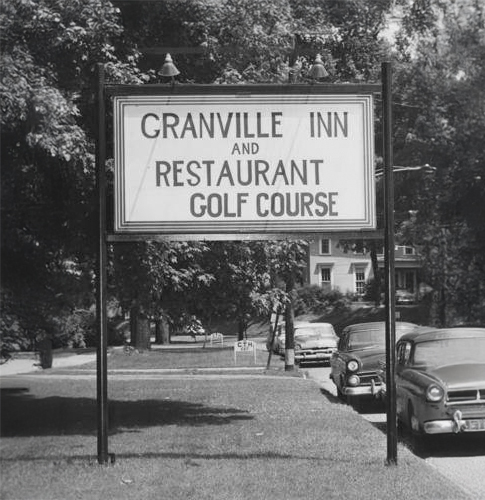 GRANVILLE INN
AND
RESTAURANT
GOLF COURSE